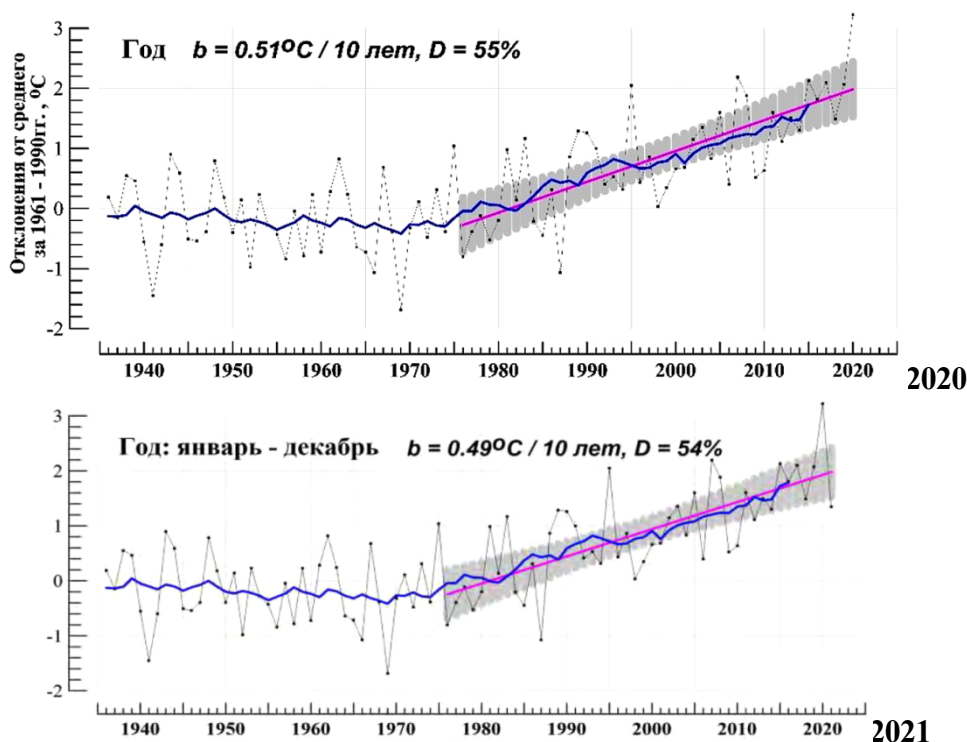 Год b = 0.51ºC / 10 лет, D = 55%
Отклонения от среднего
за 1961 - 1990гг. , ºC
3
2
1
0
-1
-2
1940 1950 1960 1970 1980 1990 2000 2010 2020
2020
Год: январь - декабрь b = 0.49ºC / 10 лет, D = 54%
3
2
1
0
-1
-2
1940 1950 1960 1970 1980 1990 2000 2010 2020
2021